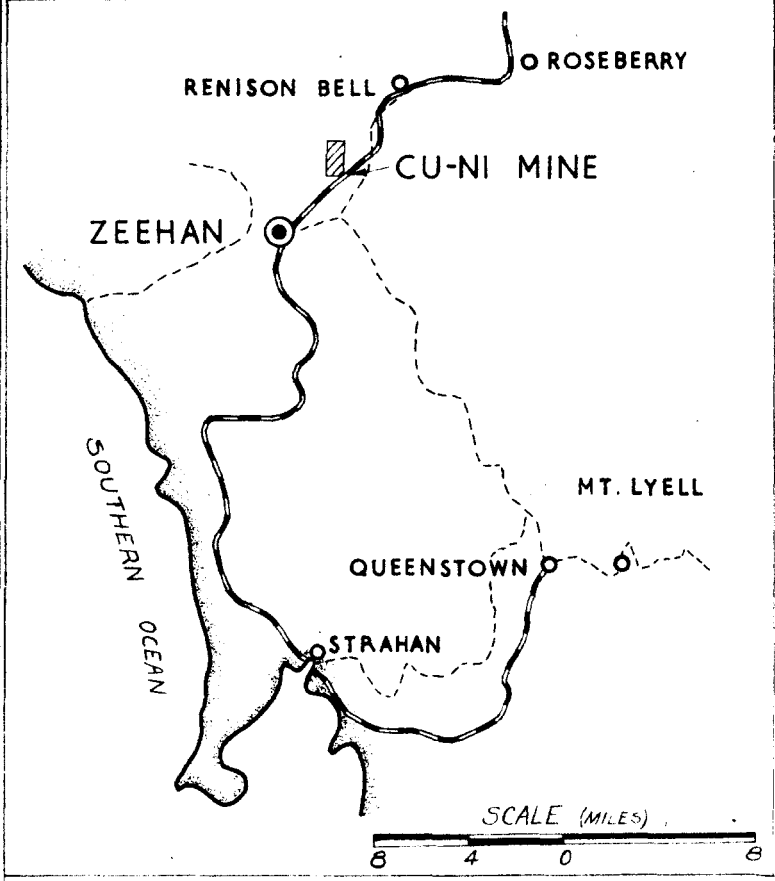 ROSEBERRY
RENISON BELL
CU-NI MINE
ZEEHAN
SOUTHERN OCEAN
MT. LYELL
QUEENSTOWN
STRAHAN
SCALE (MILES)
8 4 0 8